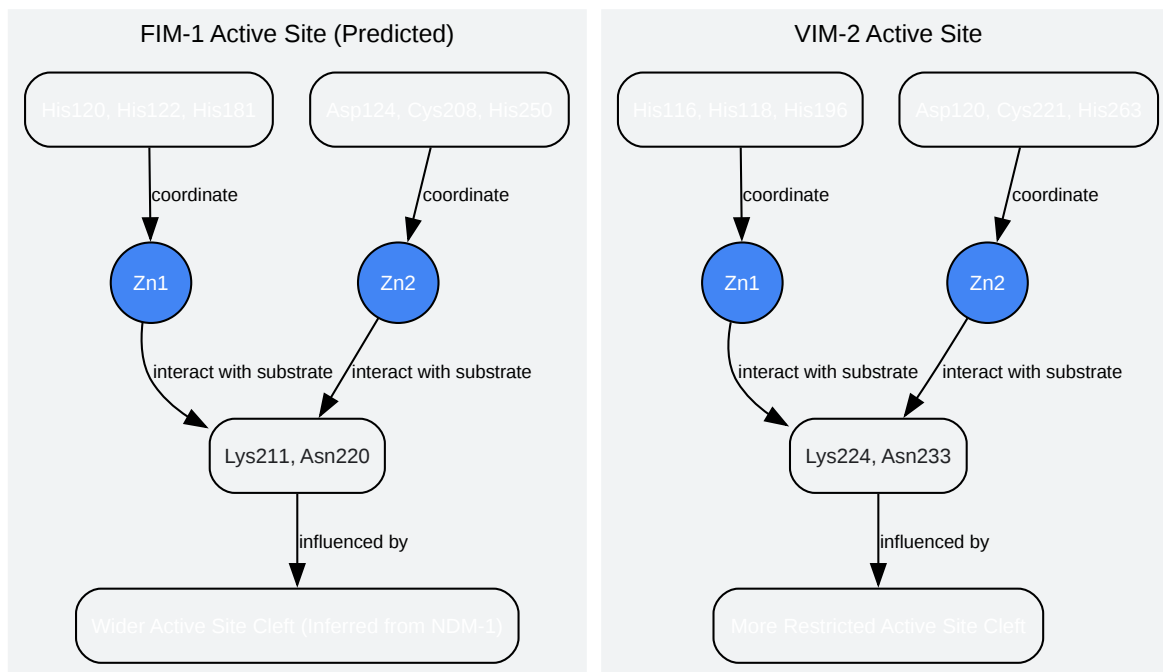 FIM-1 Active Site (Predicted)
His120, His122, His181
Asp124, Cys208, His250
coordinate
coordinate
Zn1
Zn2
interact with substrate
interact with substrate
Lys211, Asn220
influenced by
Wider Active Site Cleft (Inferred from NDM-1)
VIM-2 Active Site
His116, His118, His196
Asp120, Cys221, His263
coordinate
coordinate
Zn1
Zn2
interact with substrate
interact with substrate
Lys224, Asn233
influenced by
More Restricted Active Site Cleft